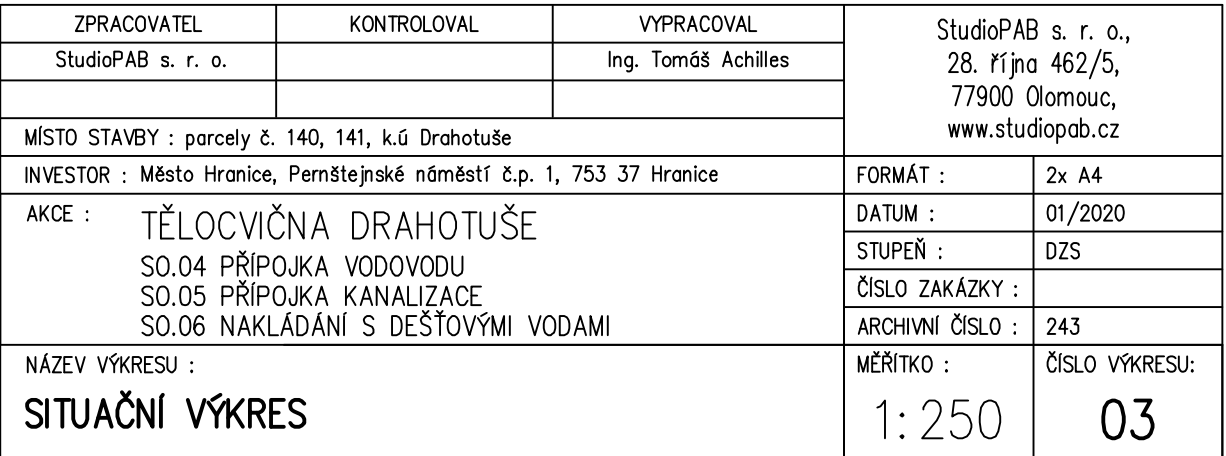 ZPRACOVATEL KONTROLOVAL VYPRACOVAL
StudioPAB s. r. o. Ing. Tomáš Achilles
StudioPAB s. r. o.,
28. října 462/5,
77900 Olomouc,
www.studiopab.cz
MÍSTO STAVBY : parcely č. 140, 141, k.ú Drahotuše
INVESTOR : Město Hranice, Pernštejnské náměstí č.p. 1, 753 37 Hranice
FORMÁT : 2x A4
AKCE : TĚLOCVIČNA DRAHOTUŠE
SO.04 PŘÍPOJKA VODOVODU
SO.05 PŘÍPOJKA KANALIZACE
SO.06 NAKLÁDÁNÍ S DEŠŤOVÝMI VODAMI
DATUM : 01/2020
STUPEŇ : DZS
ČÍSLO ZAKÁZKY :
ARCHIVNÍ ČÍSLO : 243
NÁZEV VÝKRESU :
SITUAČNÍ VÝKRES
MĚŘÍTKO :
1:250
ČÍSLO VÝKRESU:
03